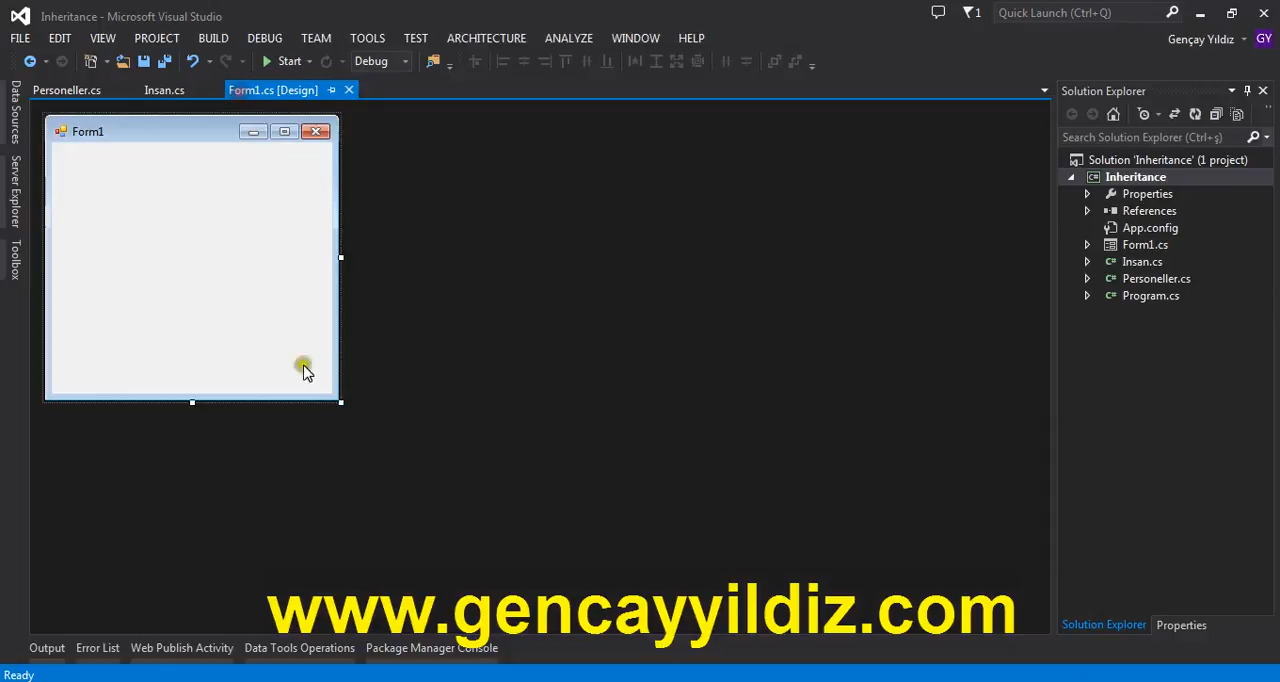 Inheritance - Microsoft Visual Studio
1
Quick Launch (Ctrl+Q)
FILE EDIT VIEW PROJECT BUILD DEBUG TEAM TOOLS TEST ARCHITECTURE ANALYZE WINDOW HELP
Gençay Yıldız GY
Start Debug
Personeller.cs Insan.cs Form1.cs [Design]
Data Sources
Server Explorer
Toolbox
Form1
Solution Explorer
Search Solution Explorer (Ctrl+ş)
Solution 'Inheritance' (1 project)
Inheritance
Properties
References
App.config
Form1.cs
Insan.cs
Personeller.cs
Program.cs
www.gencayyildiz.com
Solution Explorer Properties
Output Error List Web Publish Activity Data Tools Operations Package Manager Console
Ready